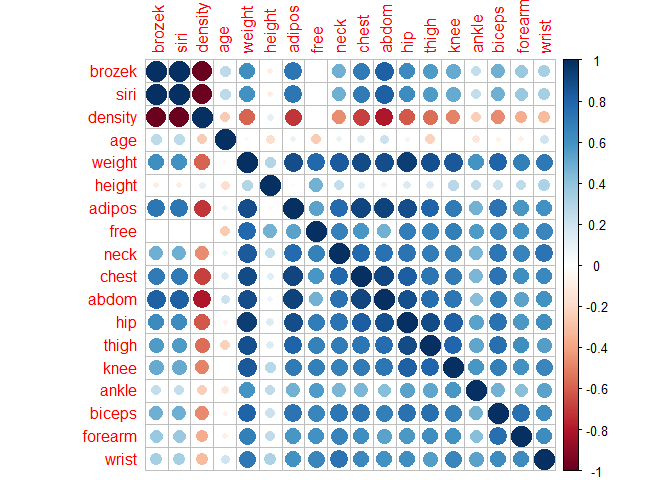 brozek siri density age weight height adipos free neck chest abdom hip thigh knee ankle biceps forearm wrist
brozek
siri
density
age
weight
height
adipos
free
neck
chest
abdom
hip
thigh
knee
ankle
biceps
forearm
wrist
1
0.8
0.6
0.4
0.2
0
-0.2
-0.4
-0.6
-0.8
-1